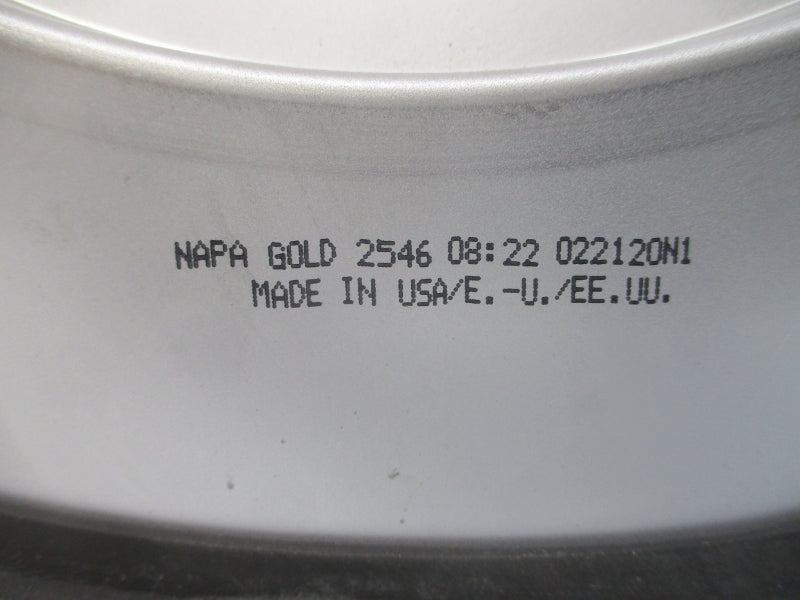 NAPA GOLD 2546 08:22 022120N1
MADE IN USA/E.-U./EE.UU.